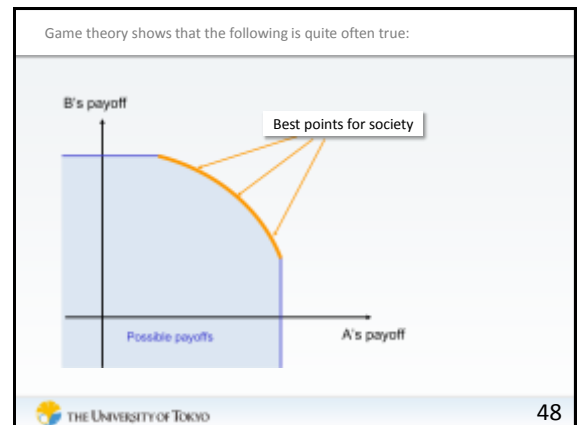 Game theory shows that the following is quite often true:
B's payoff
Best points for society
Possible payoffs
A's payoff
THE UNIVERSITY OF TOKYO
48